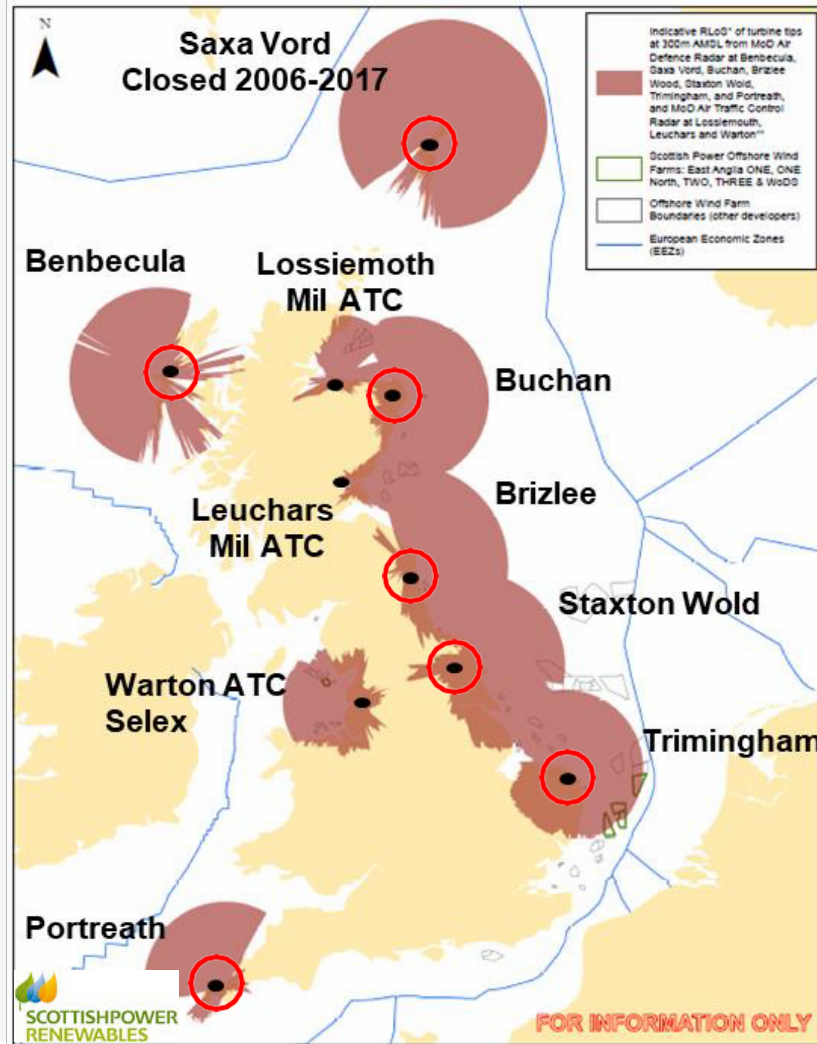 N
Saxa Vord
Closed 2006-2017
Indicative RLoS* of turbine tips
at 300m AMSL from MoD Air
Defence Radar at Benbecula,
Saxa Vord, Buchan, Brizlee
Wood, Staxton Wold,
Trimingham, and Portreath,
and MoD Air Traffic Control
Radar at Lossiemouth,
Leuchars and Warton**
Scottish Power Offshore Wind
Farms: East Anglia ONE, ONE
North, TWO, THREE & WoDS
Offshore Wind Farm
Boundaries (other developers)
European Economic Zones
(EEZs)
Benbecula
Lossiemoth
Mil ATC
Buchan
Brizlee
Leuchars
Mil ATC
Staxton Wold
Warton ATC
Selex
Trimingham
Portreath
SCOTTISHPOWER
RENEWABLES
FOR INFORMATION ONLY